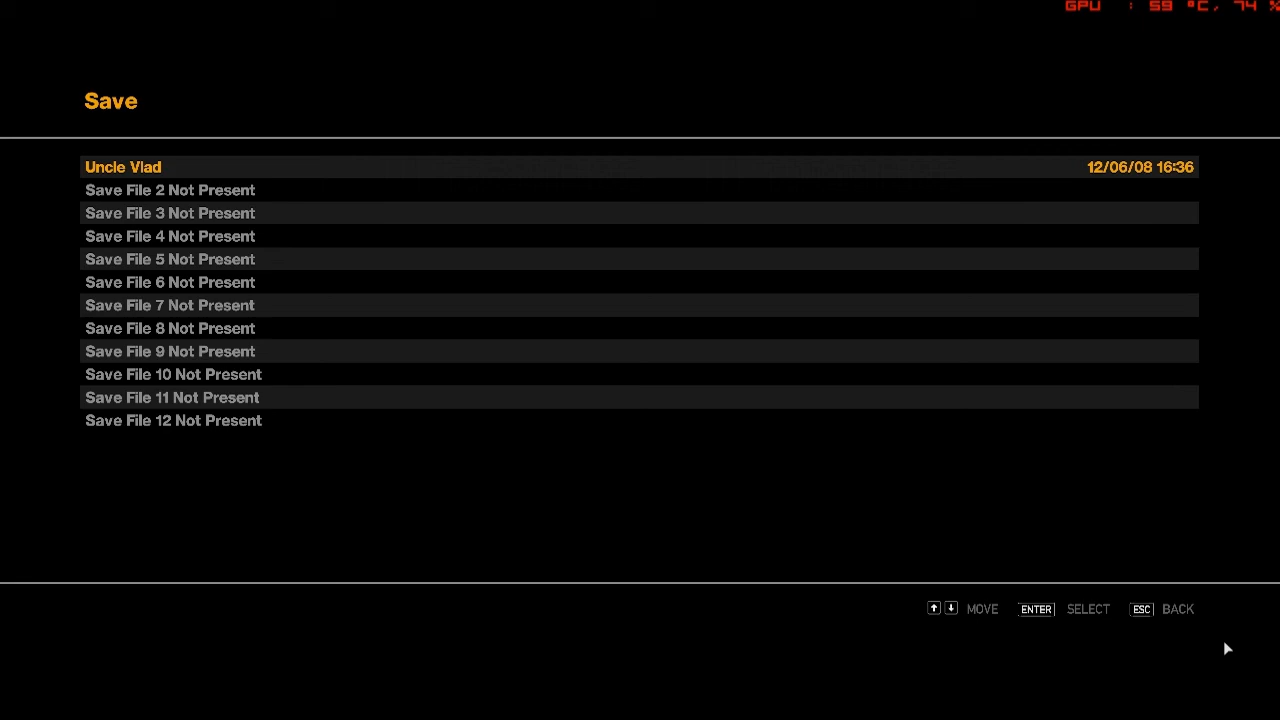 GPU : 59 ºC, 74 %
Save
Uncle Vlad 12/06/08 16:36
Save File 2 Not Present
Save File 3 Not Present
Save File 4 Not Present
Save File 5 Not Present
Save File 6 Not Present
Save File 7 Not Present
Save File 8 Not Present
Save File 9 Not Present
Save File 10 Not Present
Save File 11 Not Present
Save File 12 Not Present
MOVE ENTER SELECT ESC BACK